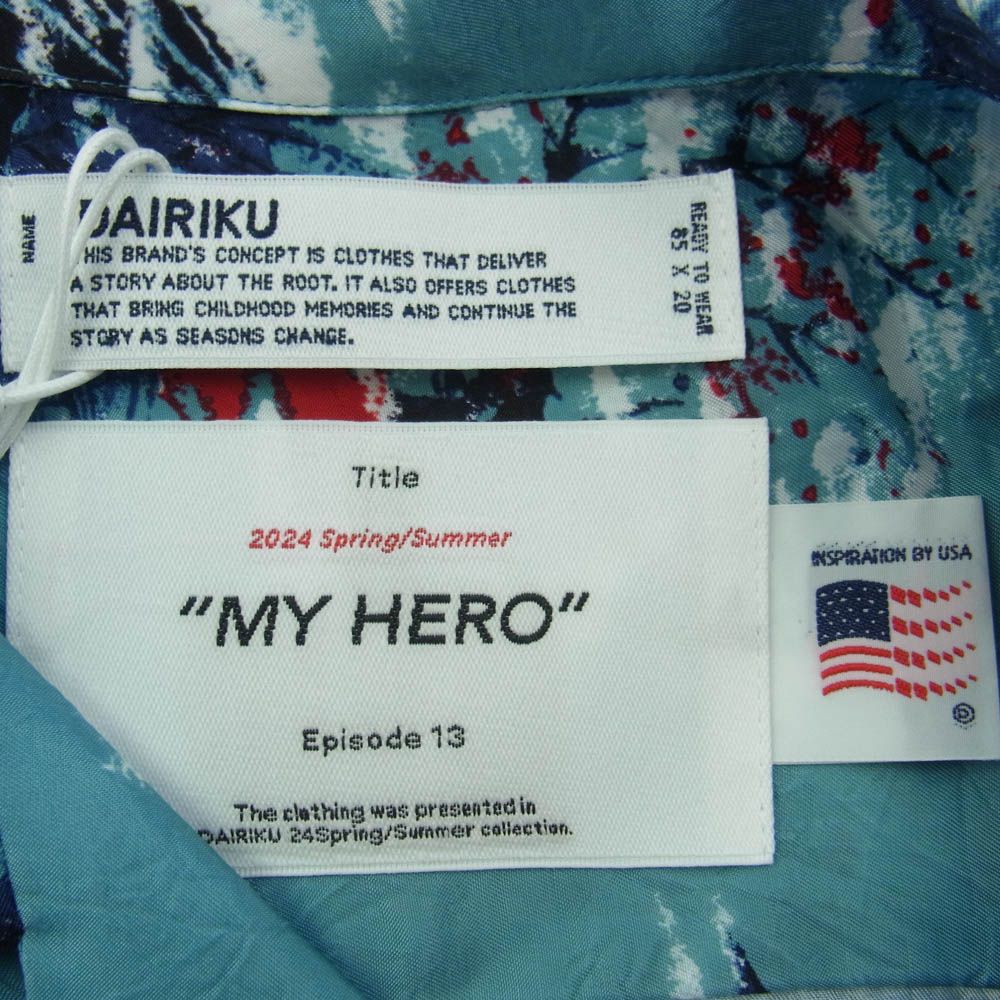 NAME
DAIRIKU
THIS BRAND'S CONCEPT IS CLOTHES THAT DELIVER
A STORY ABOUT THE ROOT. IT ALSO OFFERS CLOTHES
THAT BRING CHILDHOOD MEMORIES AND CONTINUE THE
STORY AS SEASONS CHANGE.
READY TO WEAR
85 X 20
Title
2024 Spring/Summer
"MY HERO"
Episode 13
The clothing was presented in
DAIRIKU 24Spring/Summer collection.
INSPIRATION BY USA